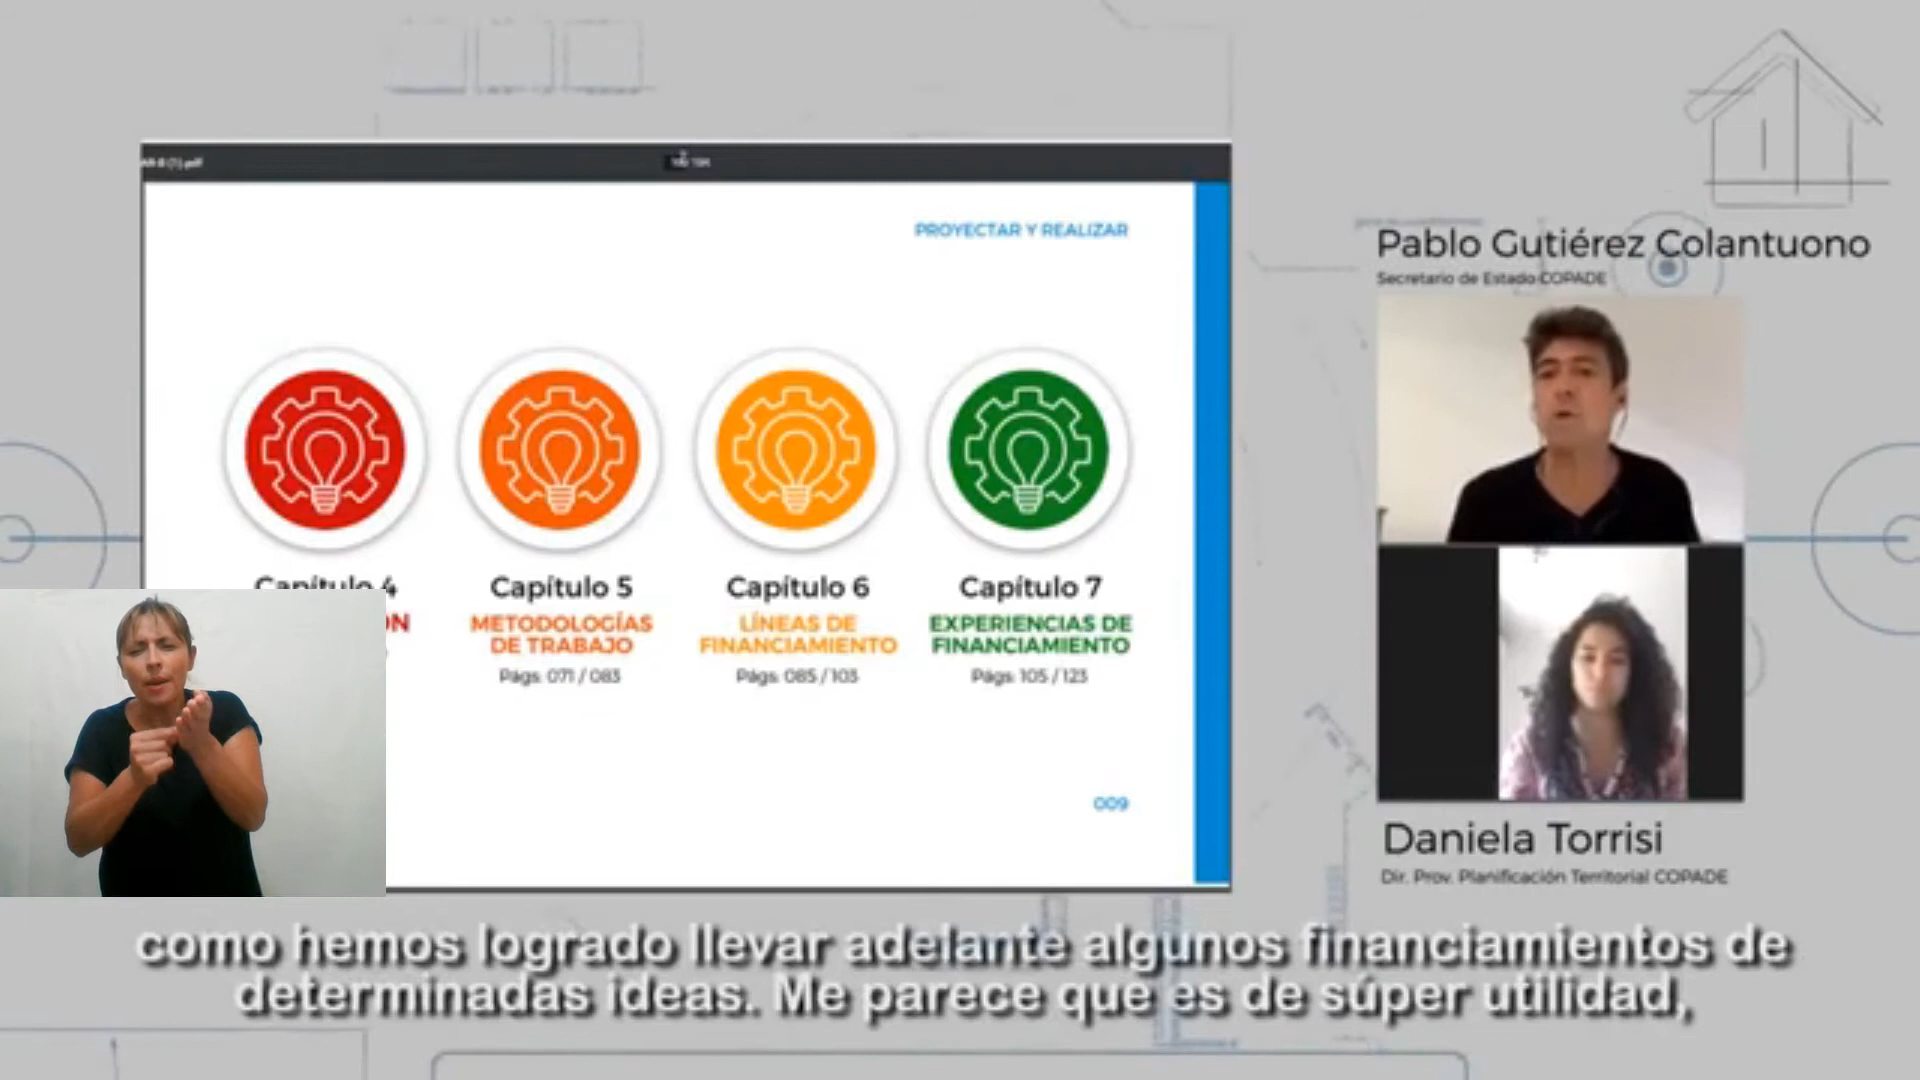 PROYECTAR Y REALIZAR
Pablo Gutiérez Colantuono
Secretario de Estado COPADE
Capítulo 4
Capítulo 5
METODOLOGÍAS
DE TRABAJO
Págs: 071 / 083
Capítulo 6
LÍNEAS DE
FINANCIAMIENTO
Págs: 085 / 103
Capítulo 7
EXPERIENCIAS DE
FINANCIAMIENTO
Págs: 105 / 123
009
Daniela Torrisi
Dir. Prov. Planificación Territorial COPADE
como hemos logrado llevar adelante algunos financiamientos de
determinadas ideas. Me parece que es de súper utilidad,